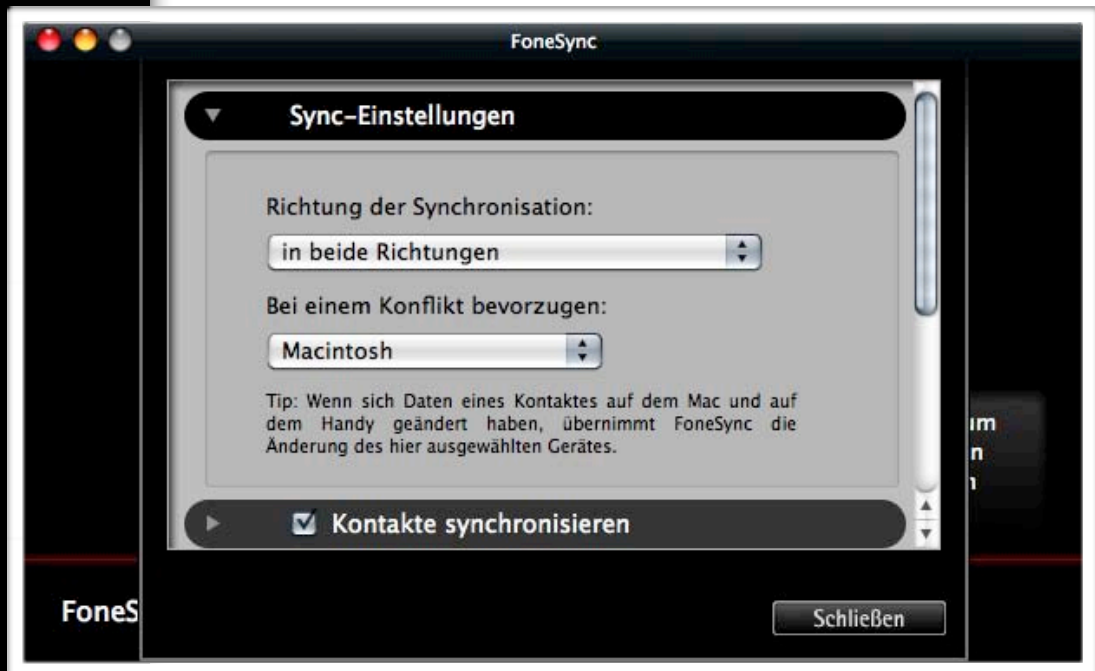 FoneSync
Sync-Einstellungen
Richtung der Synchronisation:
in beide Richtungen
Bei einem Konflikt bevorzugen:
Macintosh
Tip: Wenn sich Daten eines Kontaktes auf dem Mac und auf
dem Handy geändert haben, übernimmt FoneSync die
Änderung des hier ausgewählten Gerätes.
Kontakte synchronisieren
FoneS
Schließen